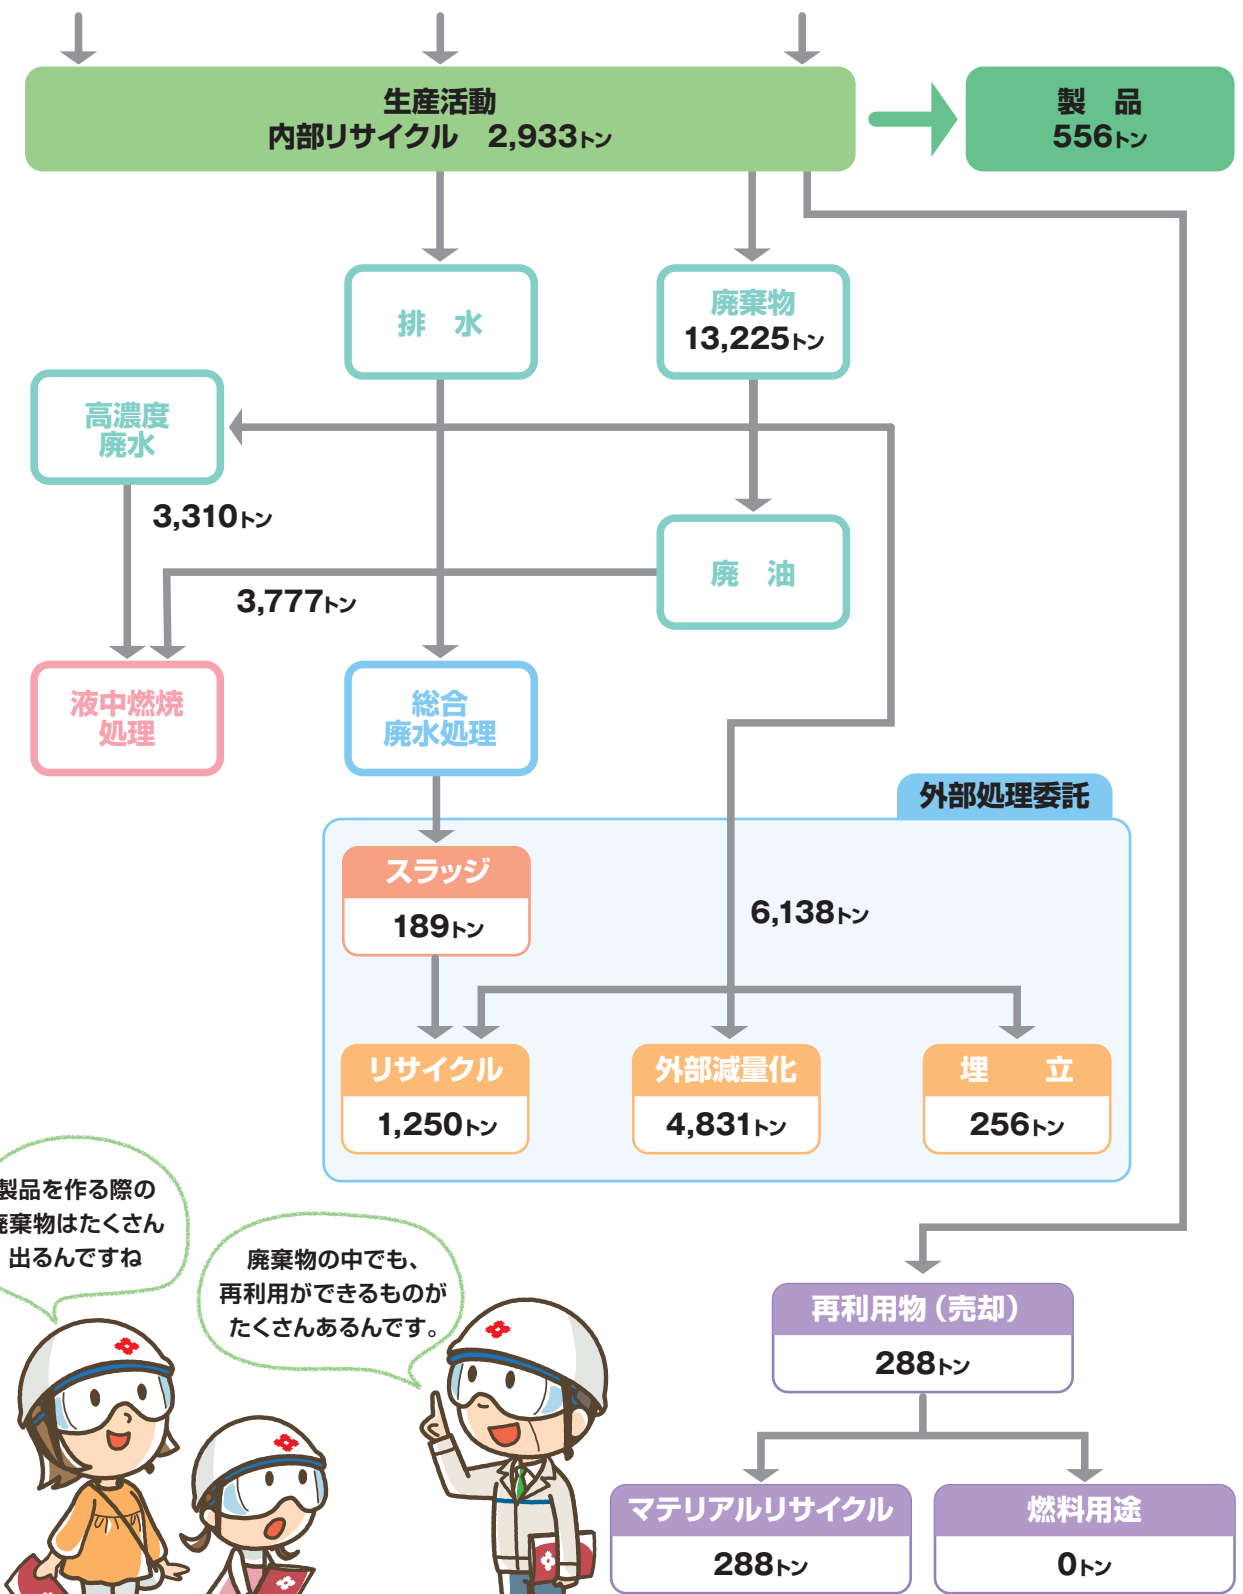 生産活動
内部リサイクル 2,933トン
製 品
556トン
排 水
廃棄物
13,225トン
高濃度
廃水
3,310トン
廃 油
3,777トン
液中燃焼
処理
総合
廃水処理
外部処理委託
スラッジ
189トン
6,138トン
リサイクル
1,250トン
外部減量化
4,831トン
埋 立
256トン
製品を作る際の
廃棄物はたくさん
出るんですね
廃棄物の中でも、
再利用ができるものが
たくさんあるんです。
再利用物（売却）
288トン
マテリアルリサイクル
288トン
燃料用途
0トン